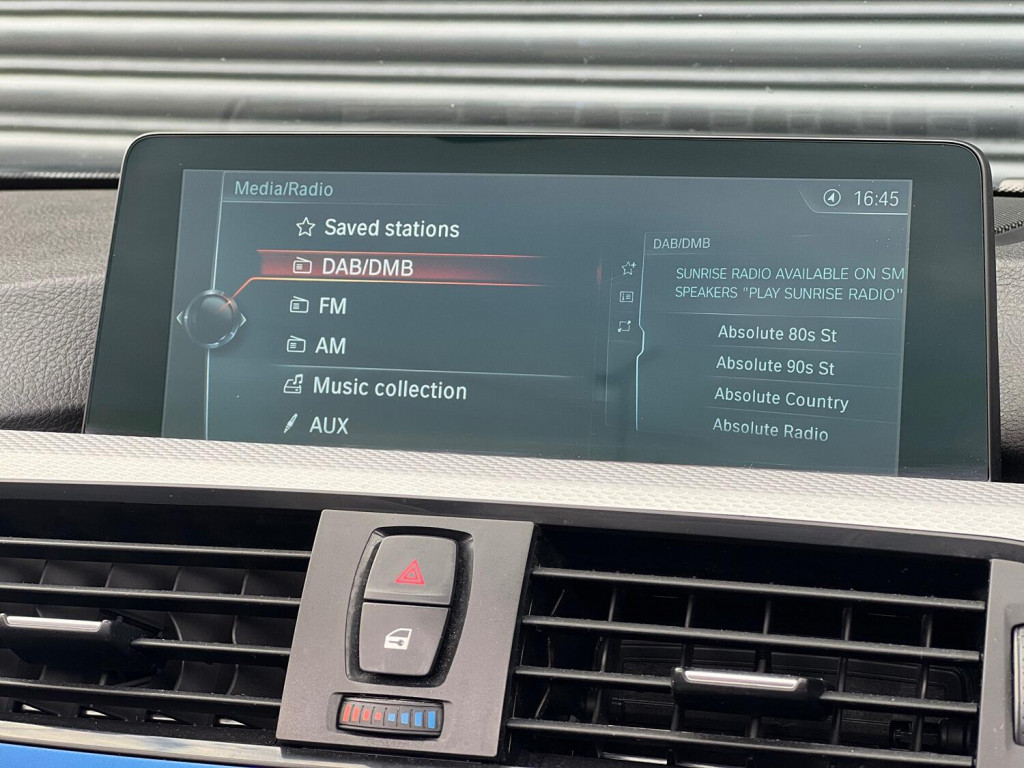 Media/Radio
16:45
Saved stations
DAB/DMB
FM
AM
Music collection
AUX
DAB/DMB
SUNRISE RADIO AVAILABLE ON SM
SPEAKERS "PLAY SUNRISE RADIO"
Absolute 80s St
Absolute 90s St
Absolute Country
Absolute Radio